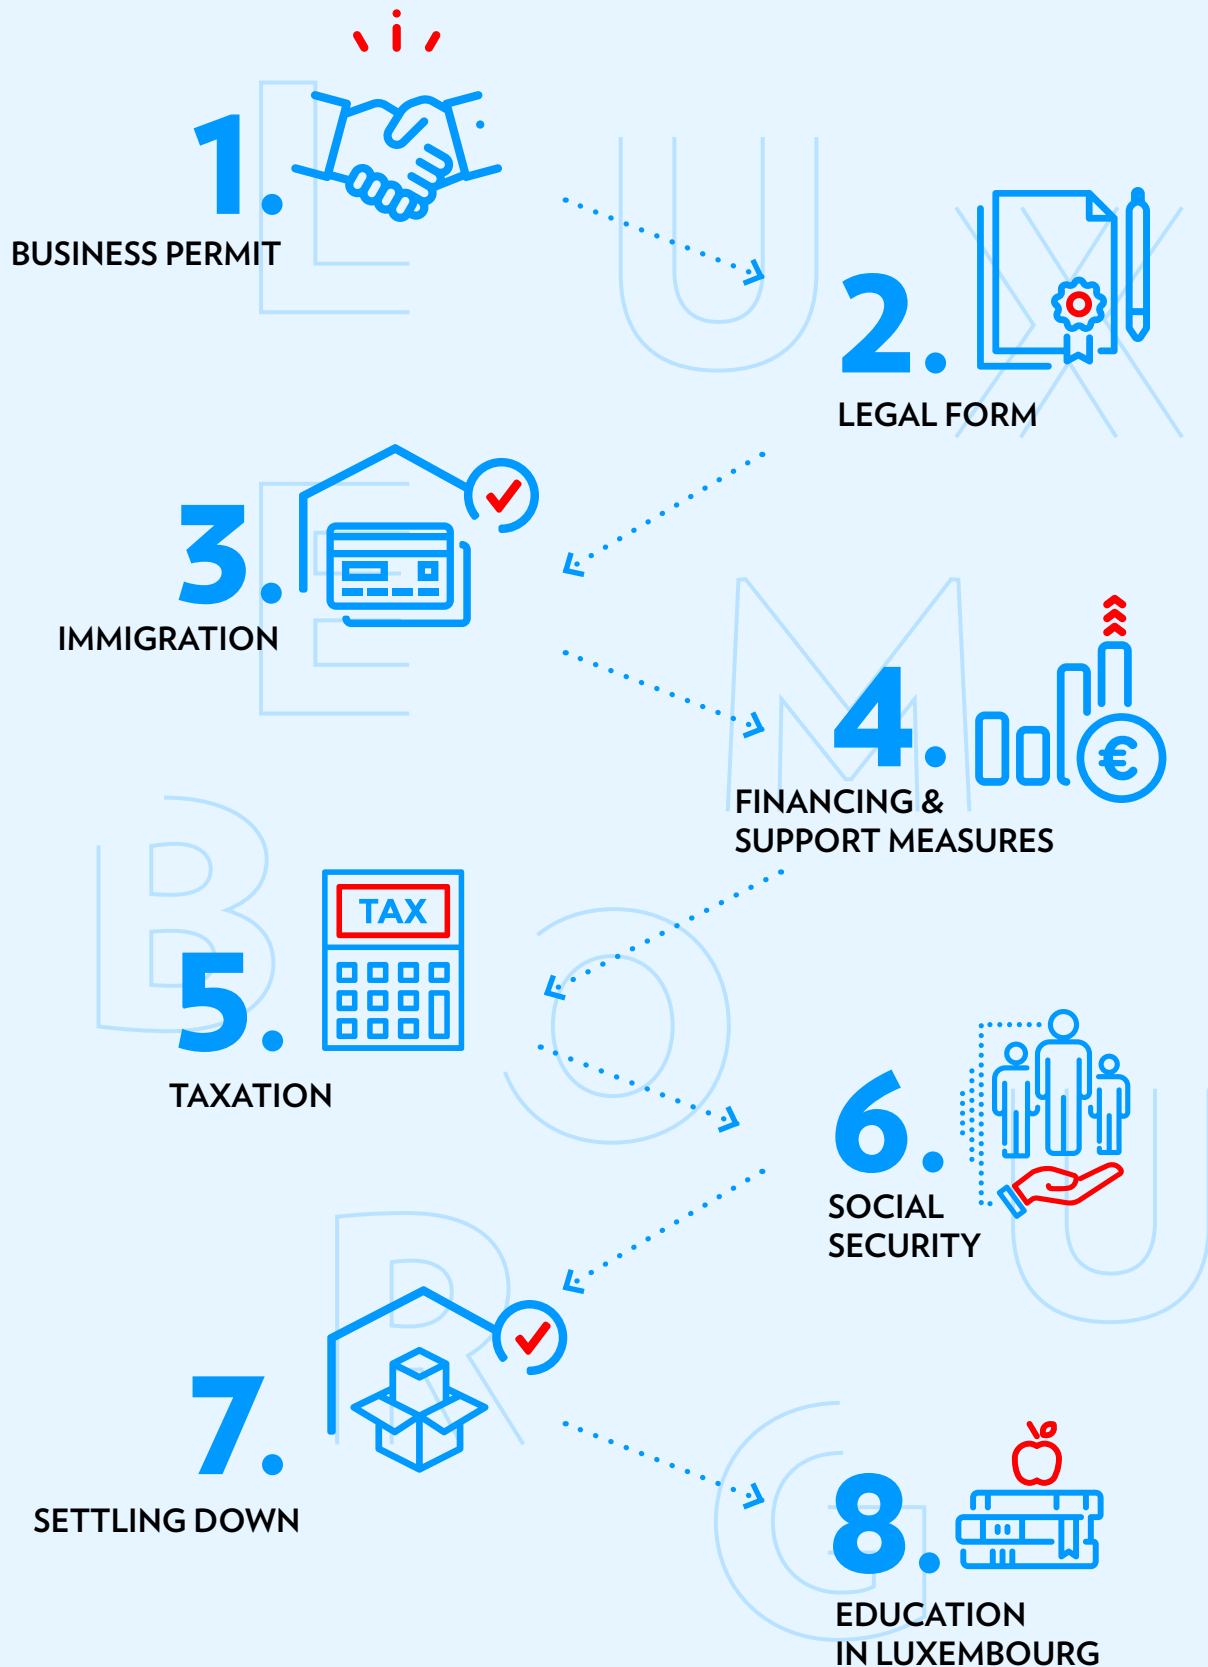 L
U
X
1.
BUSINESS PERMIT
2.
LEGAL FORM
E
M
3.
IMMIGRATION
4.
€
FINANCING &
SUPPORT MEASURES
B
O
U
5.
TAX
TAXATION
6.
SOCIAL
SECURITY
R
G
7.
SETTLING DOWN
8.
EDUCATION
IN LUXEMBOURG